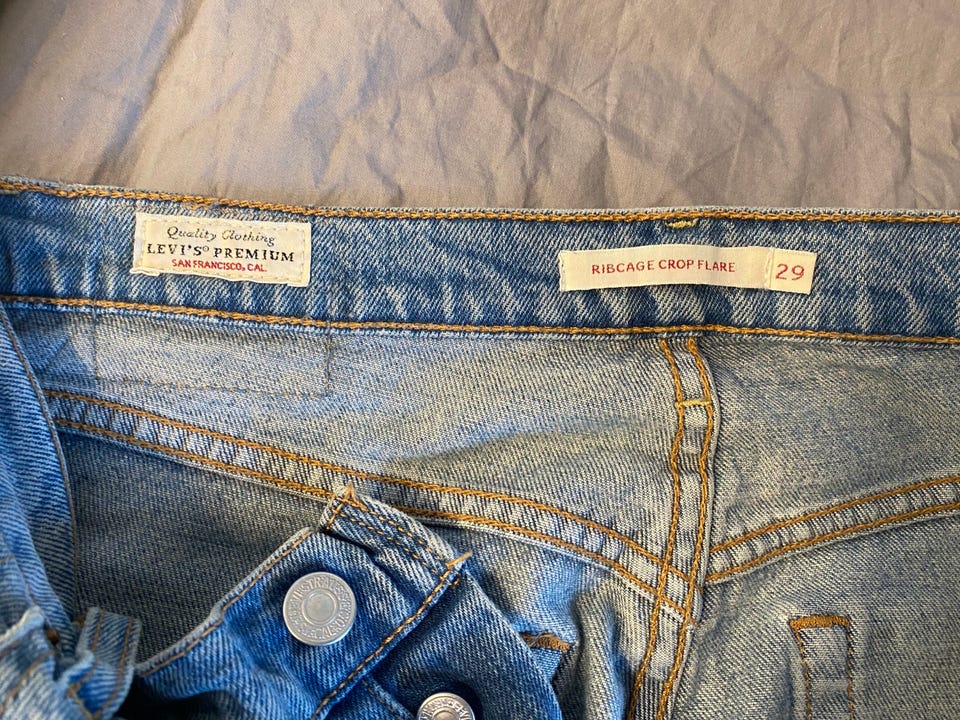 Quality Clothing
LEVI'S® PREMIUM
SAN FRANCISCO, CAL.
RIBCAGE CROP FLARE
29